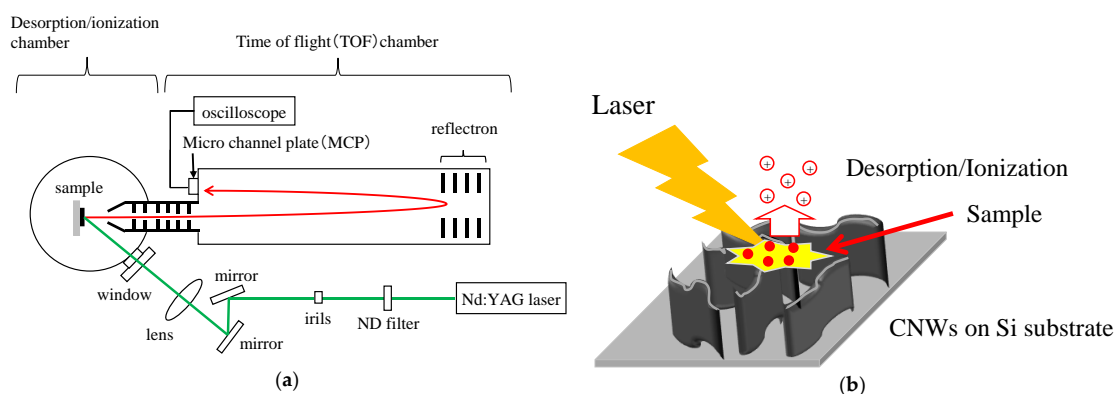 Desorption/ionization
chamber
Time of flight(TOF) chamber
oscilloscope
Micro channel plate(MCP)
reflectron
sample
window
lens
mirror
mirror
irils
ND filter
Nd:YAG laser
(a)
Laser
+
+
+
+
+
Desorption/Ionization
Sample
CNWs on Si substrate
(b)